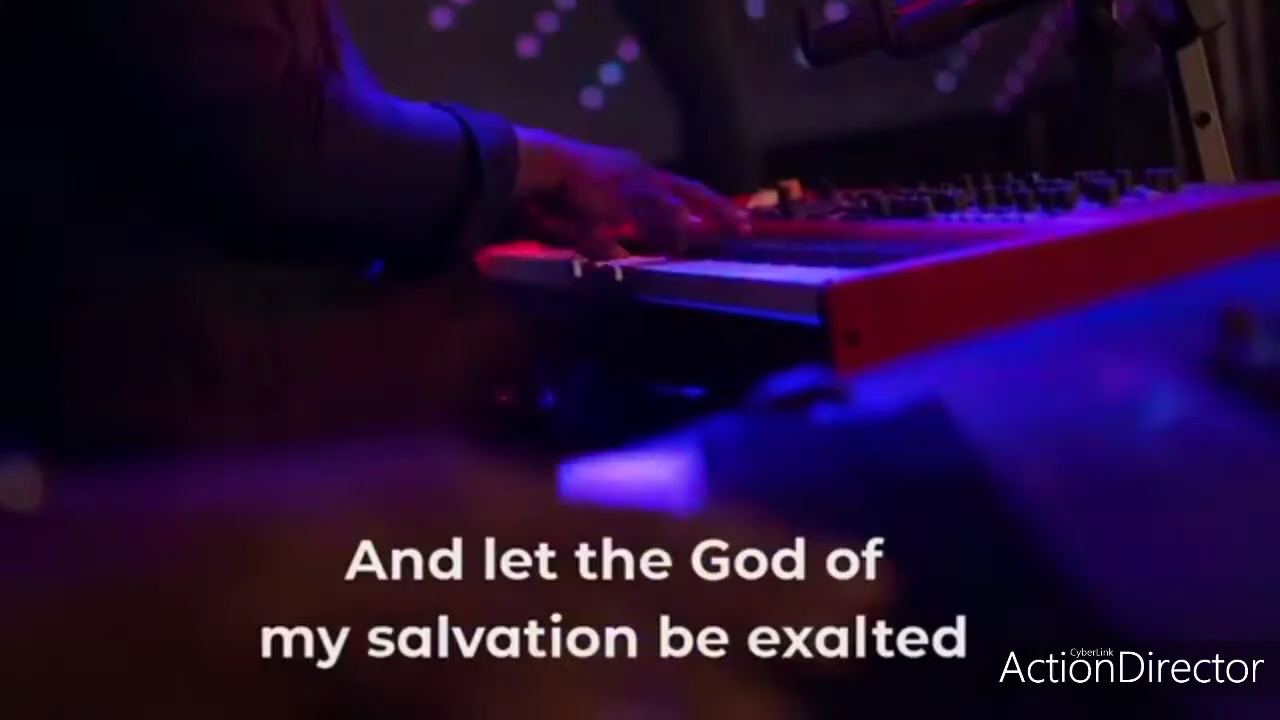 And let the God of
my salvation be exalted
CyberLink
ActionDirector